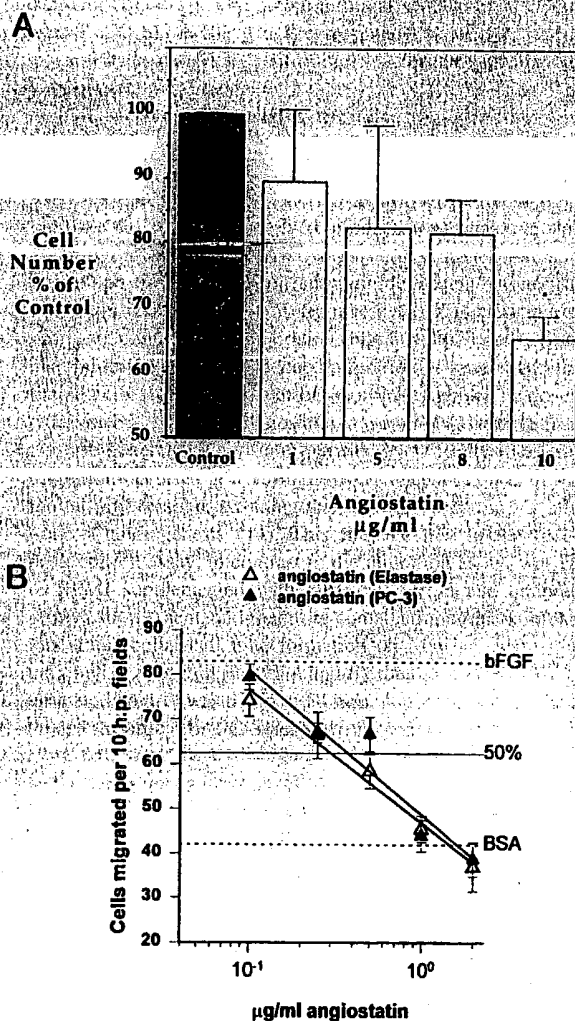 A
100
90
80
70
60
50
Cell
Number
% of
Control
Control 1 5 8 10
Angiostatin
µg/ml
B
angiostatin (Elastase)
angiostatin (PC-3)
90
80
70
60
50
40
30
20
Cells migrated per 10 h.p. fields
bFGF
50%
BSA
10⁻¹ 10⁰
µg/ml angiostatin